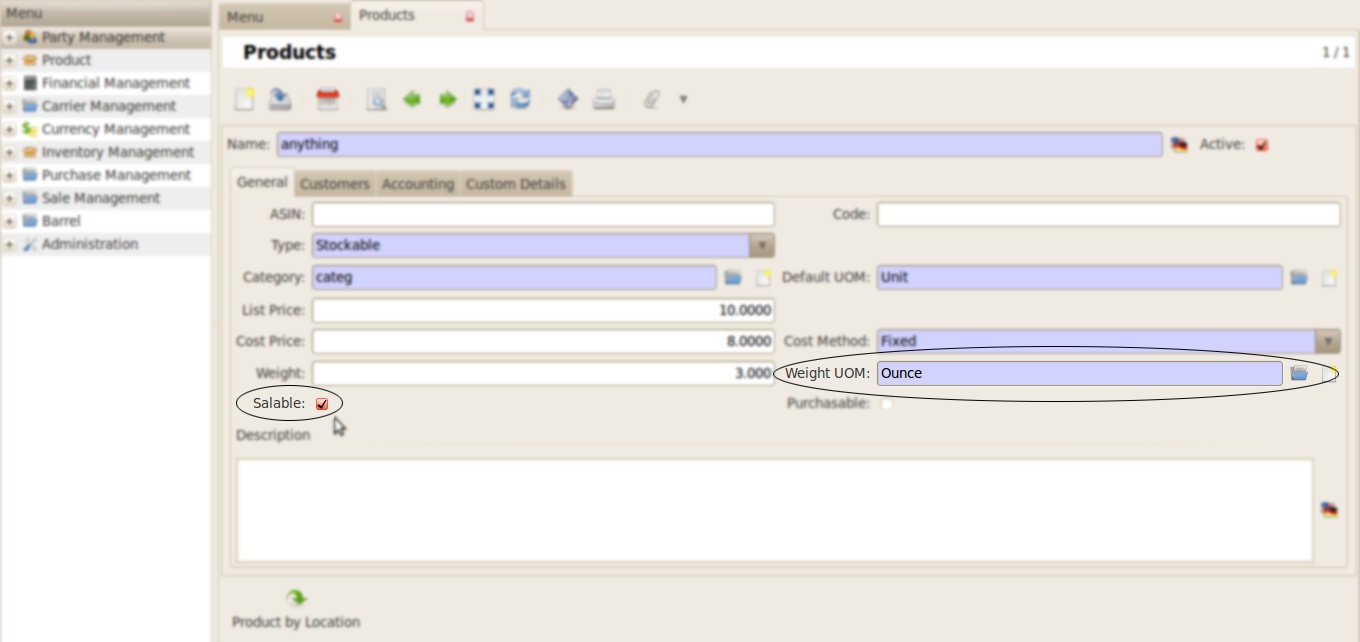 Menu
Party Management
Product
Financial Management
Carrier Management
Currency Management
Inventory Management
Purchase Management
Sale Management
Barrel
Administration
Menu Products
Products 1 / 1
Name: anything Active:
General Customers Accounting Custom Details
ASIN: Code:
Type: Stockable
Category: categ Default UOM: Unit
List Price: 10.0000
Cost Price: 8.0000 Cost Method: Fixed
Weight: 3.000 Weight UOM: Ounce
Salable: Purchasable:
Description
Product by Location